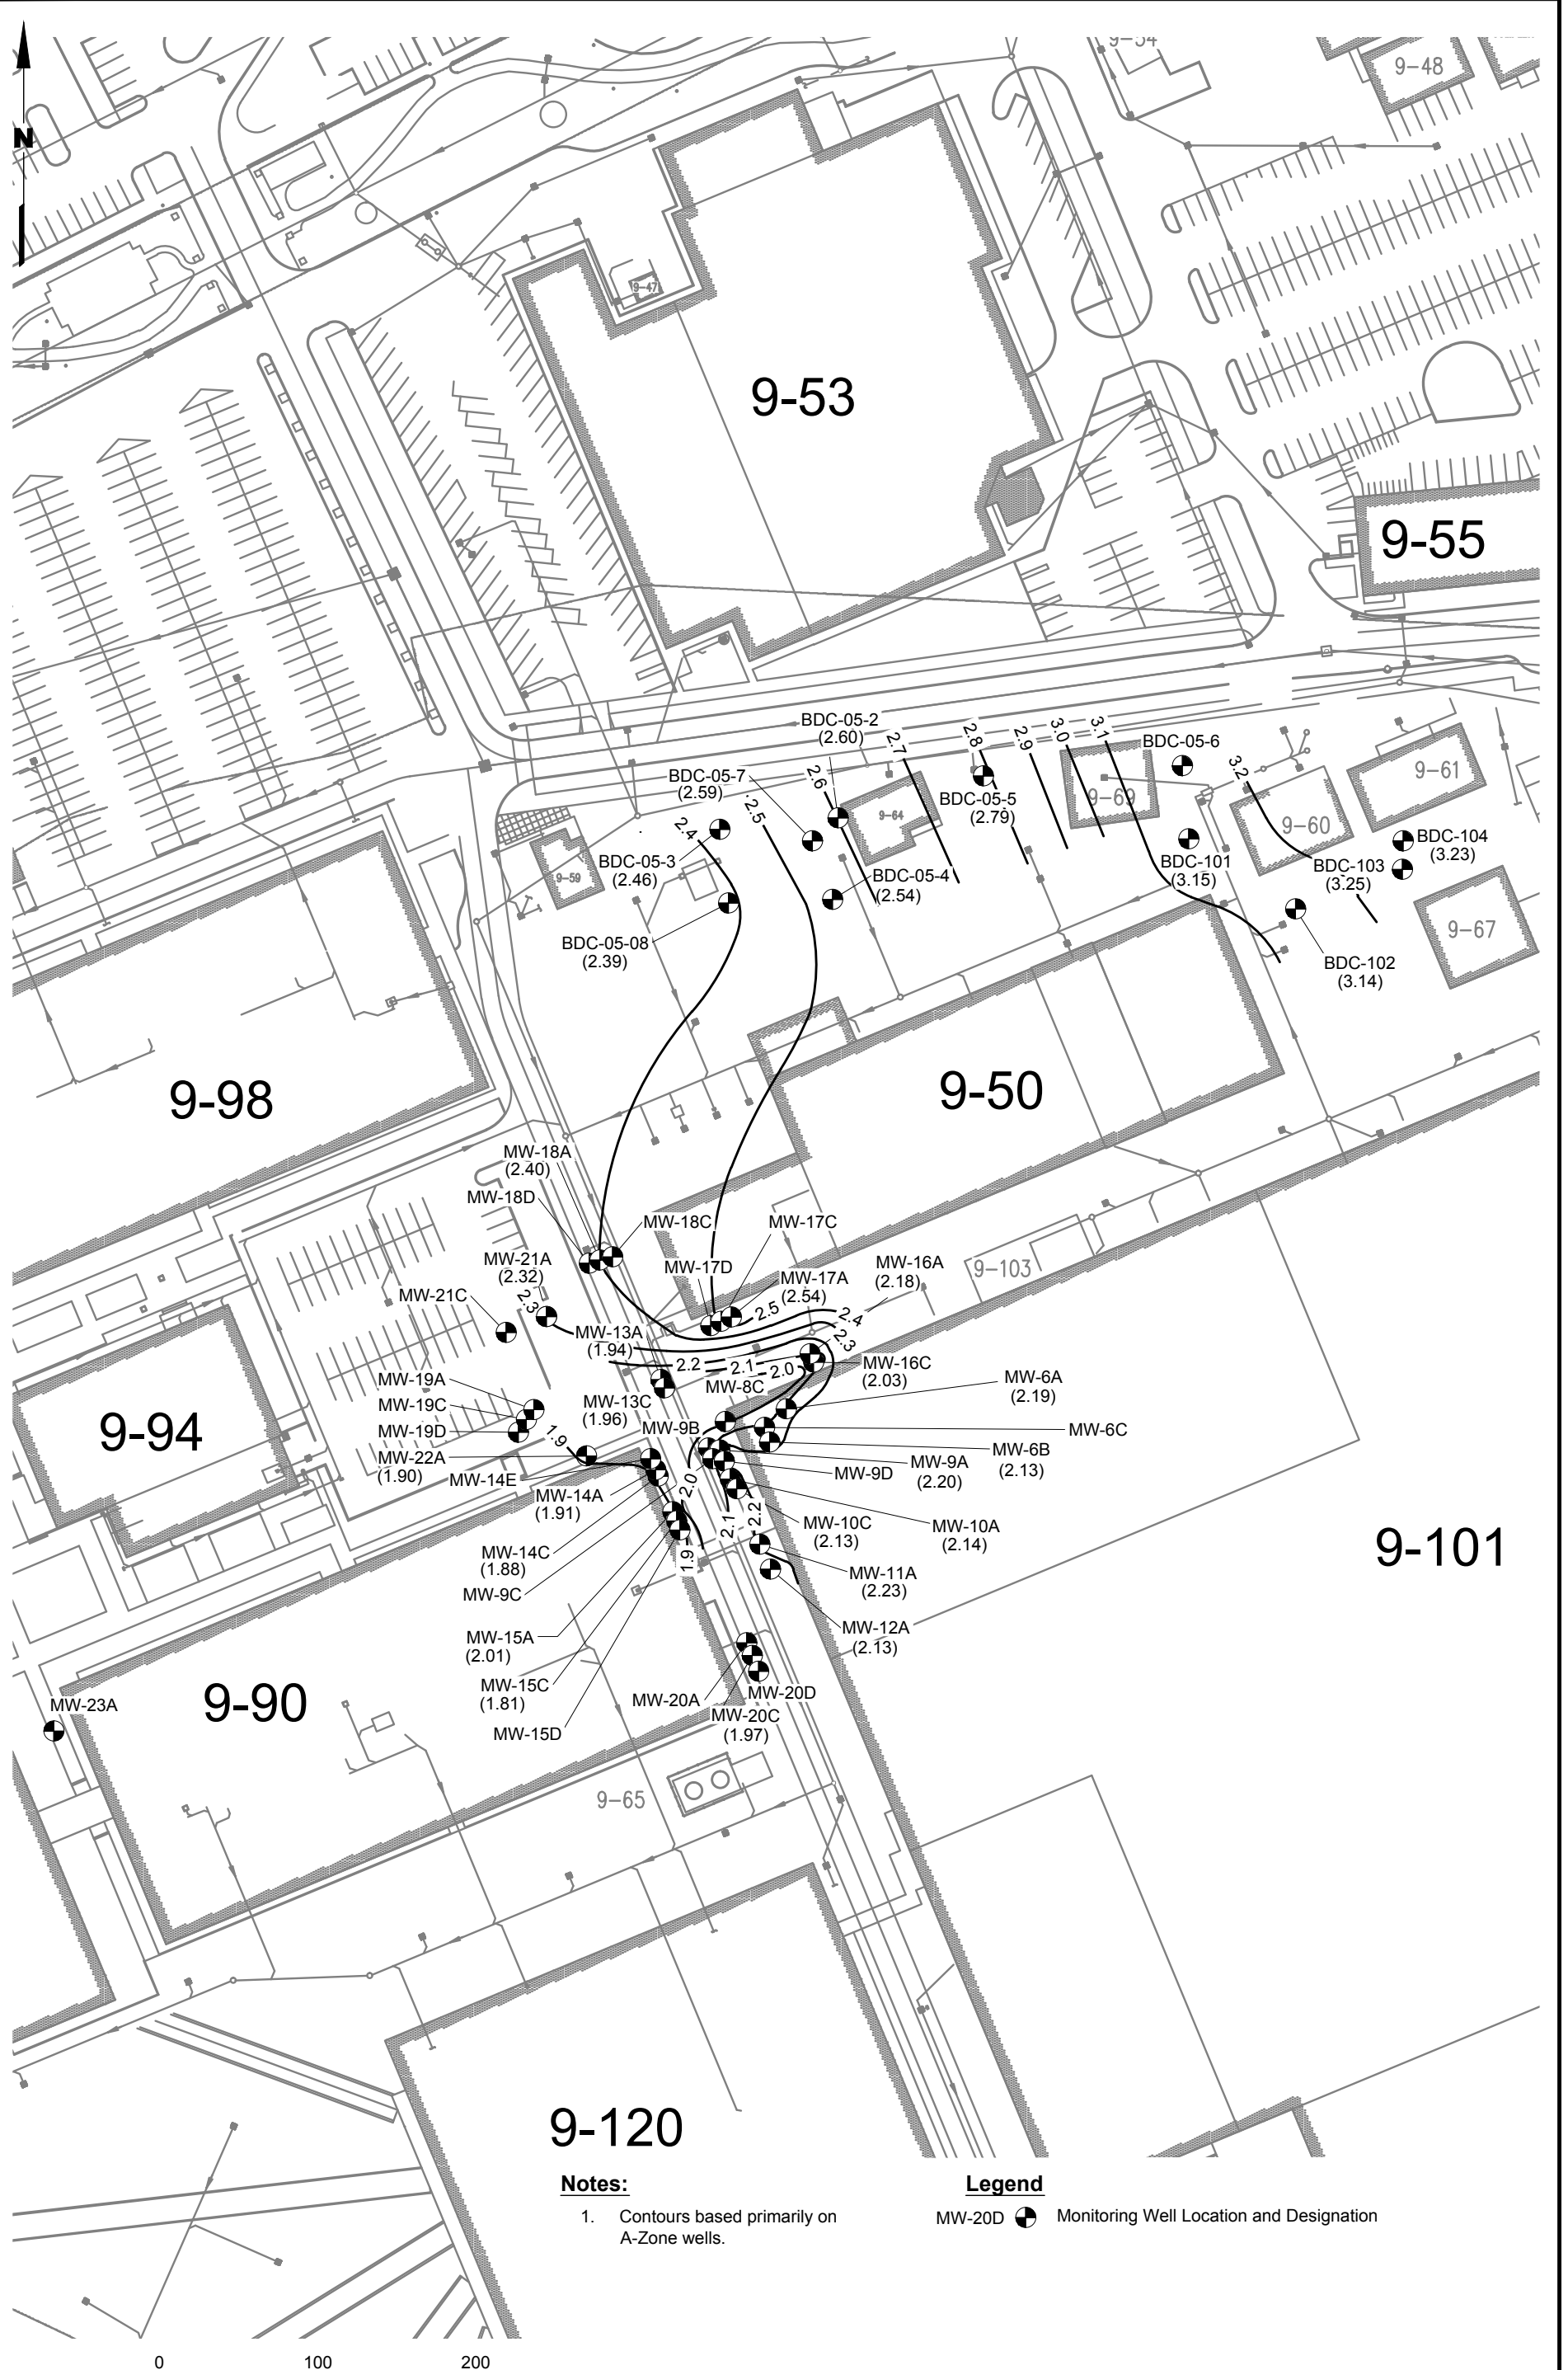 9-54
9-48
N
9-47
9-53
9-55
BDC-05-2
(2.60)
2.7
2.8
2.9
3.0
3.1
BDC-05-6
3.2
9-61
BDC-05-7
(2.59)
2.6
2.5
2.4
BDC-05-5
(2.79)
9-69
9-64
9-60
BDC-104
(3.23)
BDC-05-3
(2.46)
9-59
BDC-05-4
(2.54)
BDC-101
(3.15)
BDC-103
(3.25)
BDC-05-08
(2.39)
9-67
BDC-102
(3.14)
9-98
9-50
MW-18A
(2.40)
MW-18D
MW-18C
MW-17C
MW-21A
(2.32)
MW-17D
MW-16A
(2.18)
9-103
MW-17A
(2.54)
MW-21C
2.3
2.5
2.4
2.3
MW-13A
(1.94)
2.2
2.1
2.0
MW-16C
(2.03)
MW-8C
MW-6A
(2.19)
MW-19A
MW-19C
MW-19D
MW-13C
(1.96)
MW-9B
MW-6C
9-94
1.9
MW-22A
(1.90)
MW-14E
MW-6B
(2.13)
MW-9A
(2.20)
MW-9D
MW-14A
(1.91)
2.0
2.1
2.2
MW-10C
(2.13)
MW-10A
(2.14)
9-101
MW-14C
(1.88)
1.9
MW-11A
(2.23)
MW-9C
MW-15A
(2.01)
MW-12A
(2.13)
MW-15C
(1.81)
MW-20A
MW-20D
MW-23A
9-90
MW-20C
(1.97)
MW-15D
9-65
9-120
Notes:
1. Contours based primarily on
A-Zone wells.
Legend
MW-20D Monitoring Well Location and Designation
0 100 200